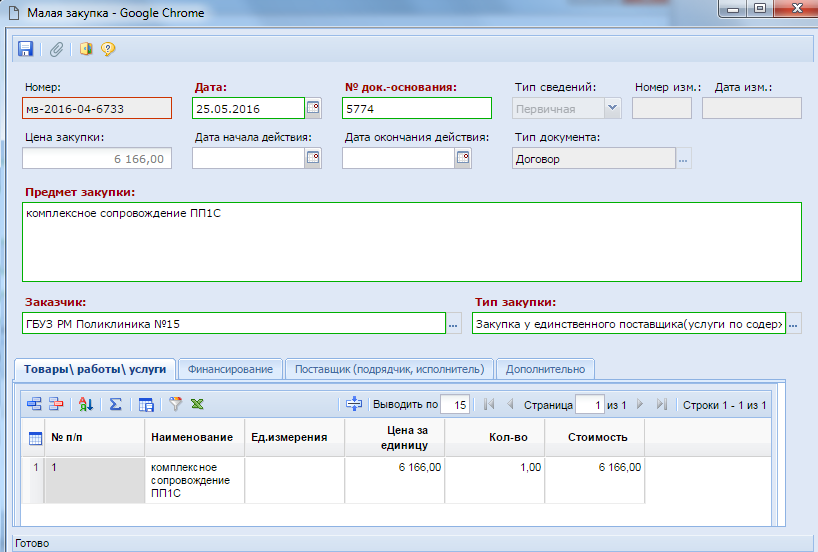 Малая закупка - Google Chrome
Номер: Дата: № док.-основания: Тип сведений: Номер изм.: Дата изм.:
мз-2016-04-6733 25.05.2016 5774 Первичная
Цена закупки: Дата начала действия: Дата окончания действия: Тип документа:
6 166,00 Договор ...
Предмет закупки:
комплексное сопровождение ПП1С
Заказчик: Тип закупки:
ГБУЗ РМ Поликлиника №15 ... Закупка у единственного поставщика(услуги по содер ...
Товары\ работы\ услуги Финансирование Поставщик (подрядчик, исполнитель) Дополнительно
Выводить по 15 Страница 1 из 1 Строки 1 - 1 из 1
№ п/п Наименование Ед.измерения Цена за единицу Кол-во Стоимость
1 1 комплексное 6 166,00 1,00 6 166,00
сопровождение
ПП1С
Готово